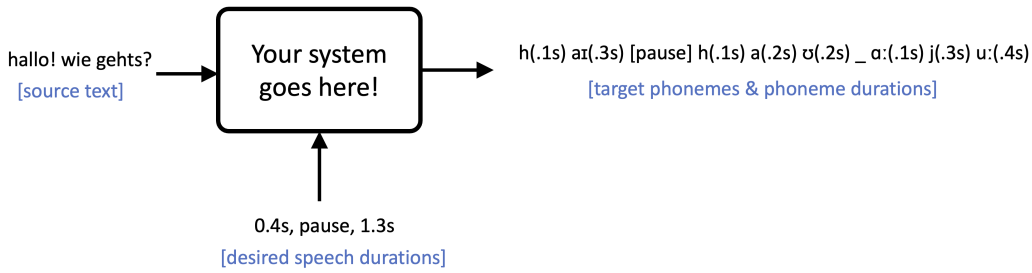 hallo! wie gehts?
[source text]
Your system
goes here!
h(.1s) aɪ(.3s) [pause] h(.1s) a(.2s) ʊ(.2s) _ ɑː(.1s) j(.3s) uː(.4s)
[target phonemes & phoneme durations]
0.4s, pause, 1.3s
[desired speech durations]